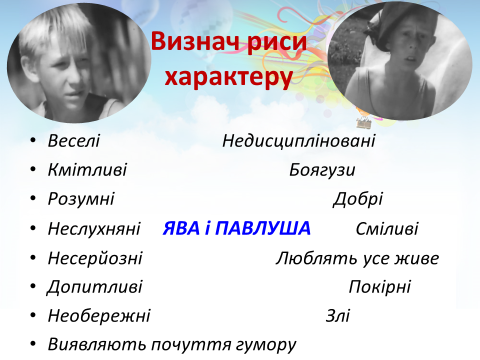 Визнач риси
характеру
• Веселі Недисципліновані
• Кмітливі Боягузи
• Розумні Добрі
• Неслухняні ЯВА і ПАВЛУША Сміливі
• Несерйозні Люблять усе живе
• Допитливі Покірні
• Необережні Злі
• Виявляють почуття гумору